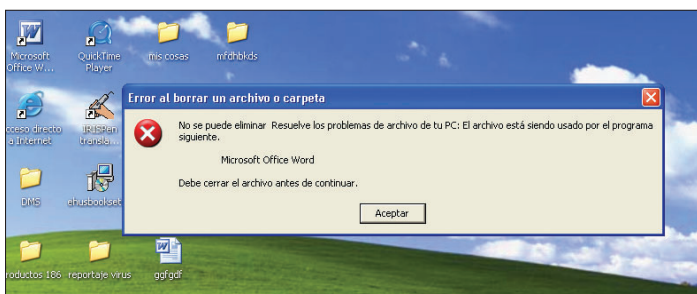 Microsoft
Office W...
QuickTime
Player
mis cosas
mfdhbkds
Error al borrar un archivo o carpeta
cceso directo
a Internet
IRISPen
transla...
No se puede eliminar Resuelve los problemas de archivo de tu PC: El archivo está siendo usado por el programa
siguiente.
Microsoft Office Word
Debe cerrar el archivo antes de continuar.
Aceptar
DMS
ehusbookset
roductos 186
reportaje virus
ggfgdf